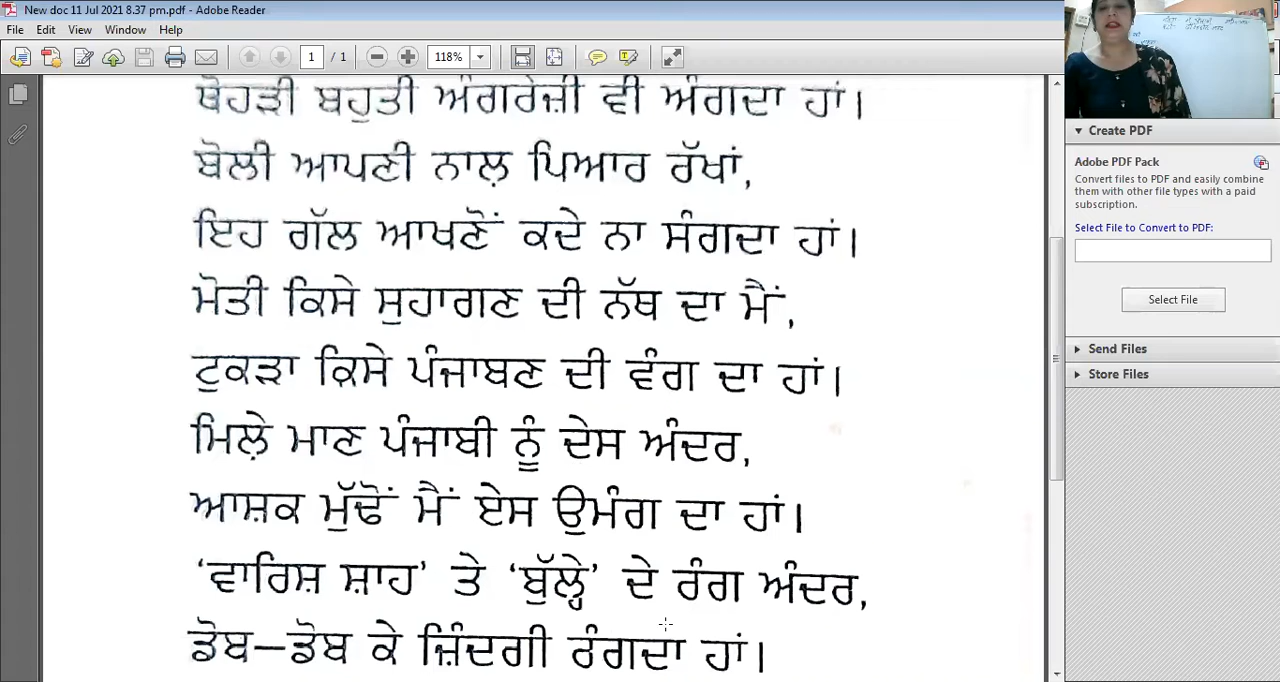 New doc 11 Jul 2021 8.37 pm.pdf - Adobe Reader
File Edit View Window Help
1 / 1 118%
ਥੋਹੜੀ ਬਹੁਤੀ ਅੰਗਰੇਜ਼ੀ ਵੀ ਅੰਗਦਾ ਹਾਂ।
ਬੋਲੀ ਆਪਣੀ ਨਾਲ਼ ਪਿਆਰ ਰੱਖਾਂ,
ਇਹ ਗੱਲ ਆਖਣੋਂ ਕਦੇ ਨਾ ਸੰਗਦਾ ਹਾਂ।
ਮੋਤੀ ਕਿਸੇ ਸੁਹਾਗਣ ਦੀ ਨੱਥ ਦਾ ਮੈਂ,
ਟੁਕੜਾ ਕਿਸੇ ਪੰਜਾਬਣ ਦੀ ਵੰਗ ਦਾ ਹਾਂ।
ਮਿਲ਼ੇ ਮਾਣ ਪੰਜਾਬੀ ਨੂੰ ਦੇਸ ਅੰਦਰ,
ਆਸ਼ਕ ਮੁੱਢੋਂ ਮੈਂ ਏਸ ਉਮੰਗ ਦਾ ਹਾਂ।
‘ਵਾਰਿਸ਼ ਸ਼ਾਹ’ ਤੇ ‘ਬੁੱਲ੍ਹੇ’ ਦੇ ਰੰਗ ਅੰਦਰ,
ਡੋਬ–ਡੋਬ ਕੇ ਜ਼ਿੰਦਗੀ ਰੰਗਦਾ ਹਾਂ।
Create PDF
Adobe PDF Pack
Convert files to PDF and easily combine
them with other file types with a paid
subscription.
Select File to Convert to PDF:
Select File
Send Files
Store Files